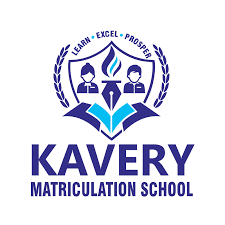 LEARN • EXCEL • PROSPER
KAVERY
MATRICULATION SCHOOL